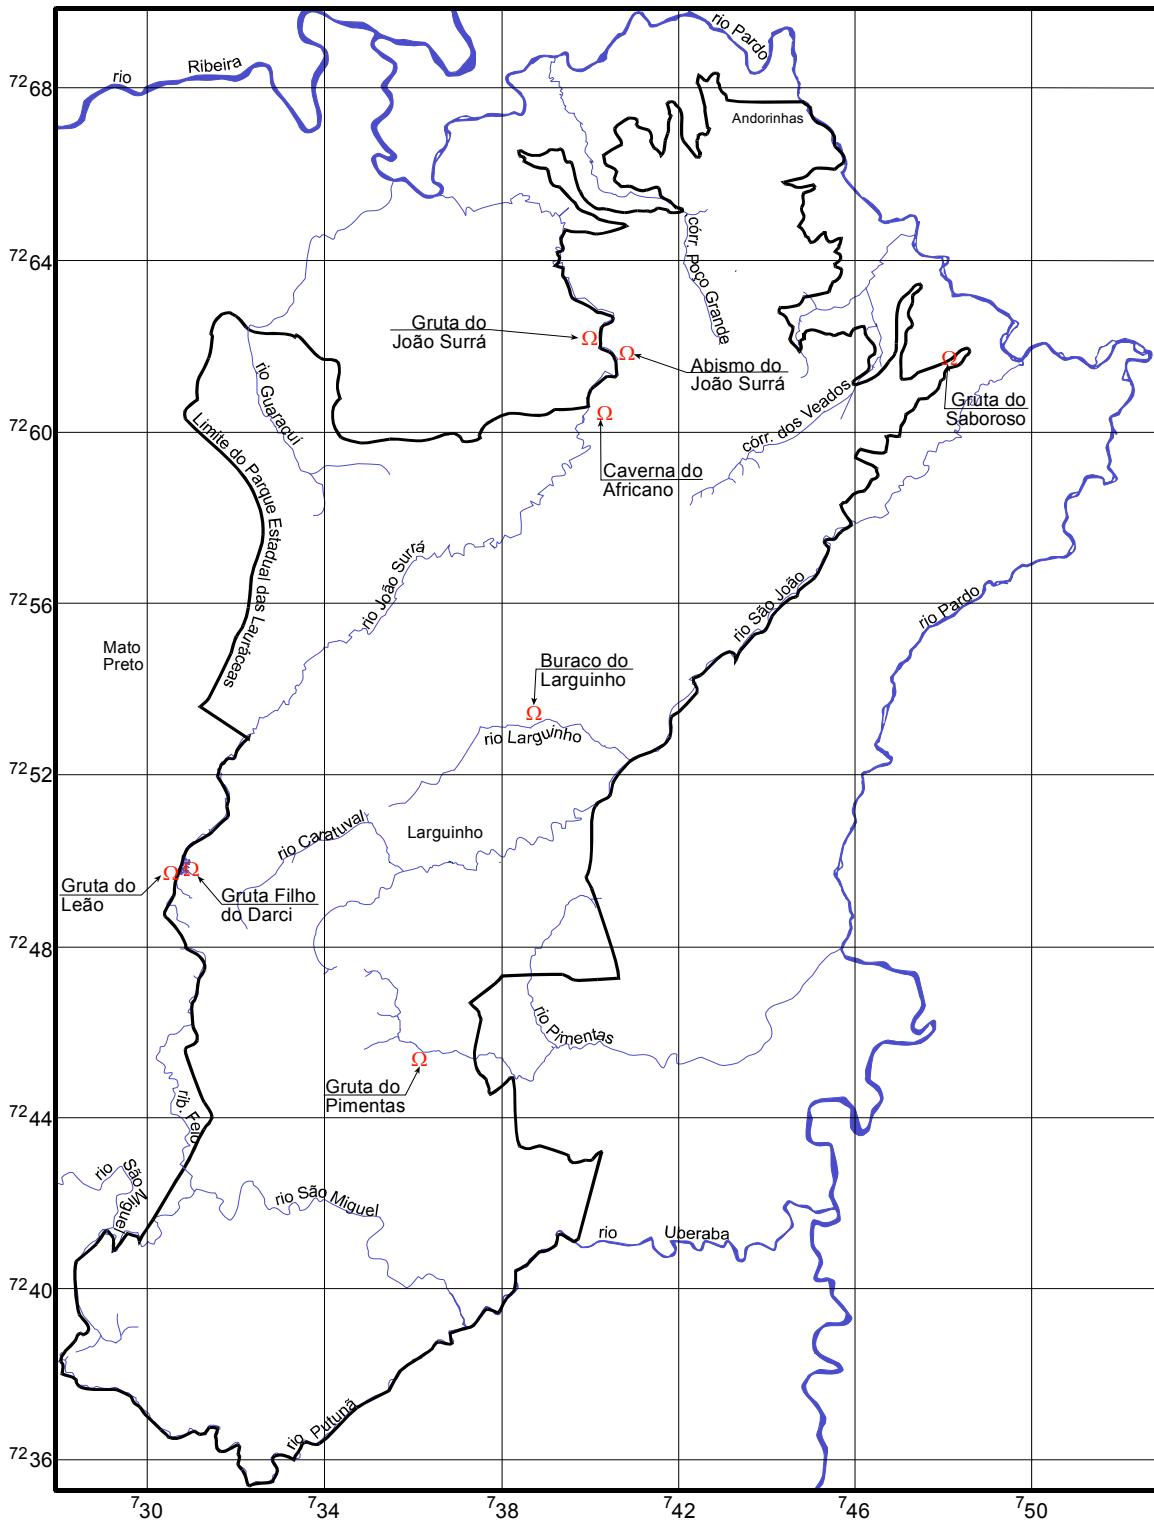 rio Pardo
rio Ribeira
7268
Andorinhas
7264
córr. Poço Grande
Gruta do
João Surrá
Abismo do
João Surrá
rio Guaracuí
Limite do Parque Estadual das Lauráceas
córr. dos Veados
Gruta do
Saboroso
7260
Caverna do
Africano
rio João Surrá
7256
rio São João
rio Pardo
Mato
Preto
Buraco do
Larguinho
rio Larguinho
7252
rio Caratuval
Larguinho
Gruta do
Leão
Gruta Filho
do Darci
7248
rio Pimentas
Gruta do
Pimentas
rib. Feio
7244
rio São Miguel
rio São Miguel
rio Uberaba
7240
rio Putunã
7236
730 734 738 742 746 750